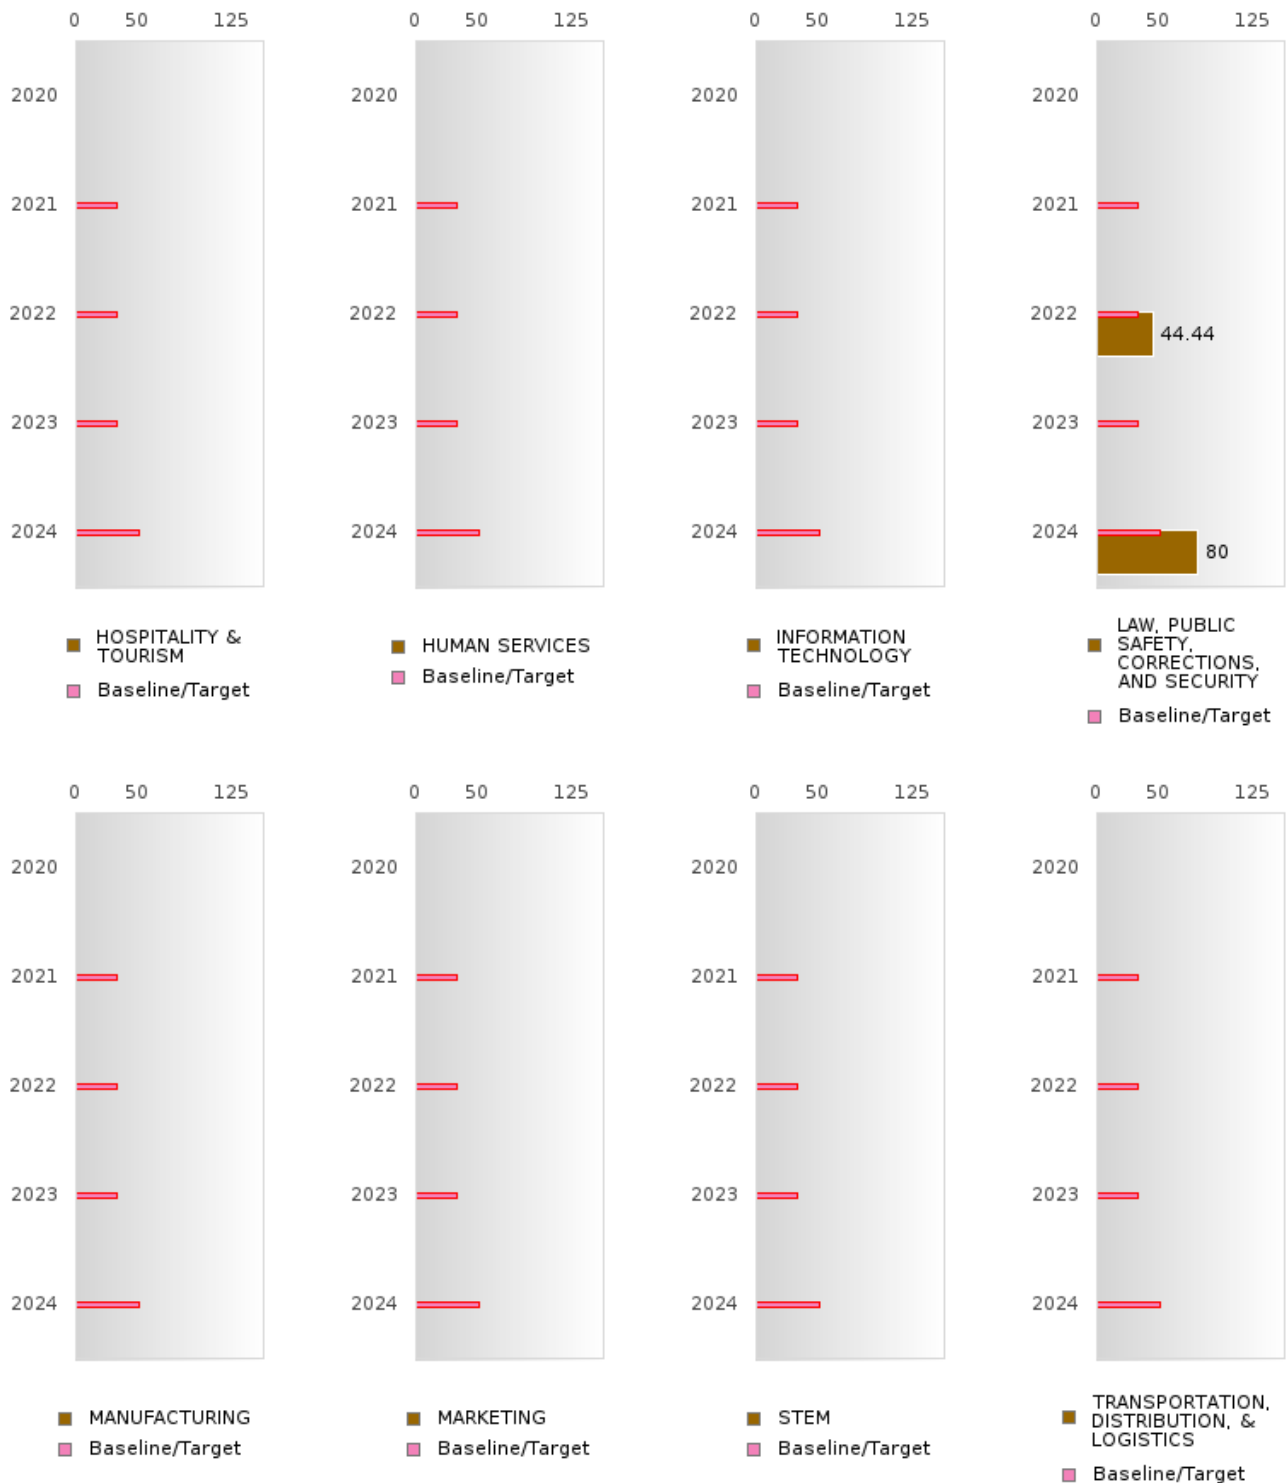 0 50 125
0 50 125
0 50 125
0 50 125
2020
2020
2020
2020
2021
2021
2021
2021
2022
2022
2022
2022
44.44
2023
2023
2023
2023
2024
2024
2024
2024
80
HOSPITALITY &
TOURISM
Baseline/Target
HUMAN SERVICES
Baseline/Target
INFORMATION
TECHNOLOGY
Baseline/Target
LAW, PUBLIC
SAFETY,
CORRECTIONS,
AND SECURITY
Baseline/Target
0 50 125
0 50 125
0 50 125
0 50 125
2020
2020
2020
2020
2021
2021
2021
2021
2022
2022
2022
2022
2023
2023
2023
2023
2024
2024
2024
2024
MANUFACTURING
Baseline/Target
MARKETING
Baseline/Target
STEM
Baseline/Target
TRANSPORTATION,
DISTRIBUTION, &
LOGISTICS
Baseline/Target